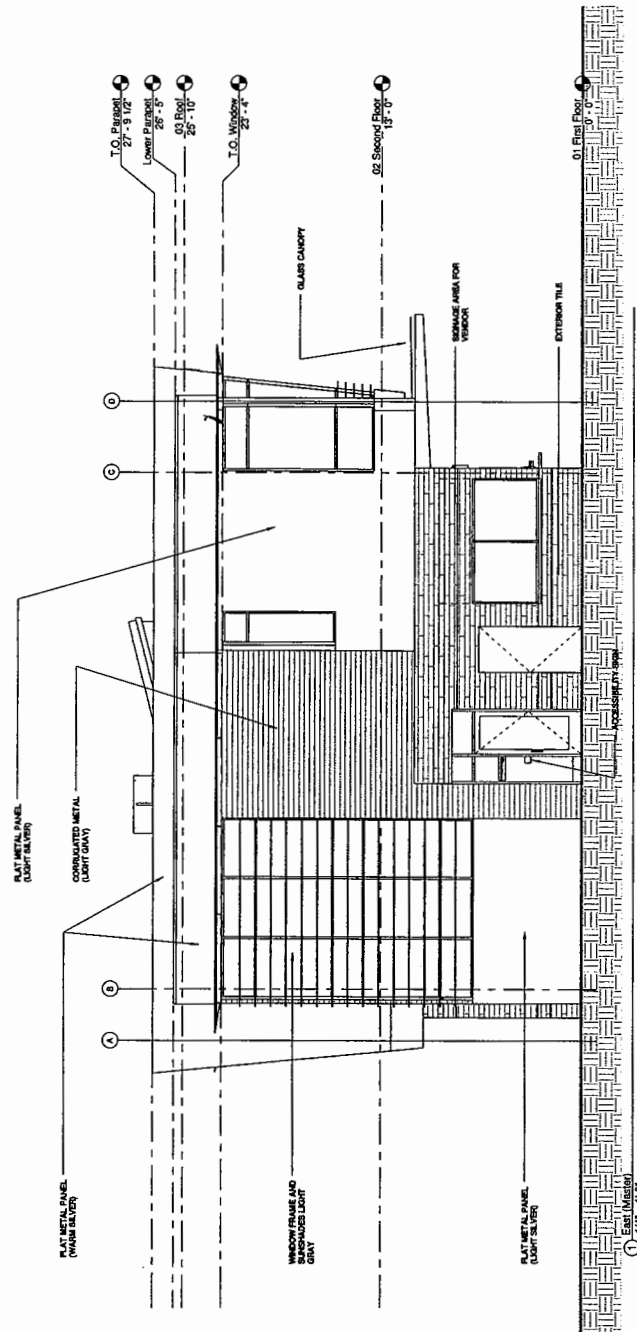 T.O. Parapet
27' - 9 1/2"
Lower Parapet
26' - 5"
03 Roof
25' - 10"
T.O. Window
23' - 4"
02 Second Floor
13' - 0"
01 First Floor
0' - 0"
FLAT METAL PANEL
(WARM SILVER)
FLAT METAL PANEL
(LIGHT SILVER)
CORRUGATED METAL
(LIGHT GRAY)
A
B
C
D
GLASS CANOPY
SIGNAGE AREA FOR
VENDOR
EXTERIOR TILE
WINDOW FRAME AND
SUNSHADES LIGHT
GRAY
FLAT METAL PANEL
(LIGHT SILVER)
ACCESSIBILITY SIGN
1
East (Master)